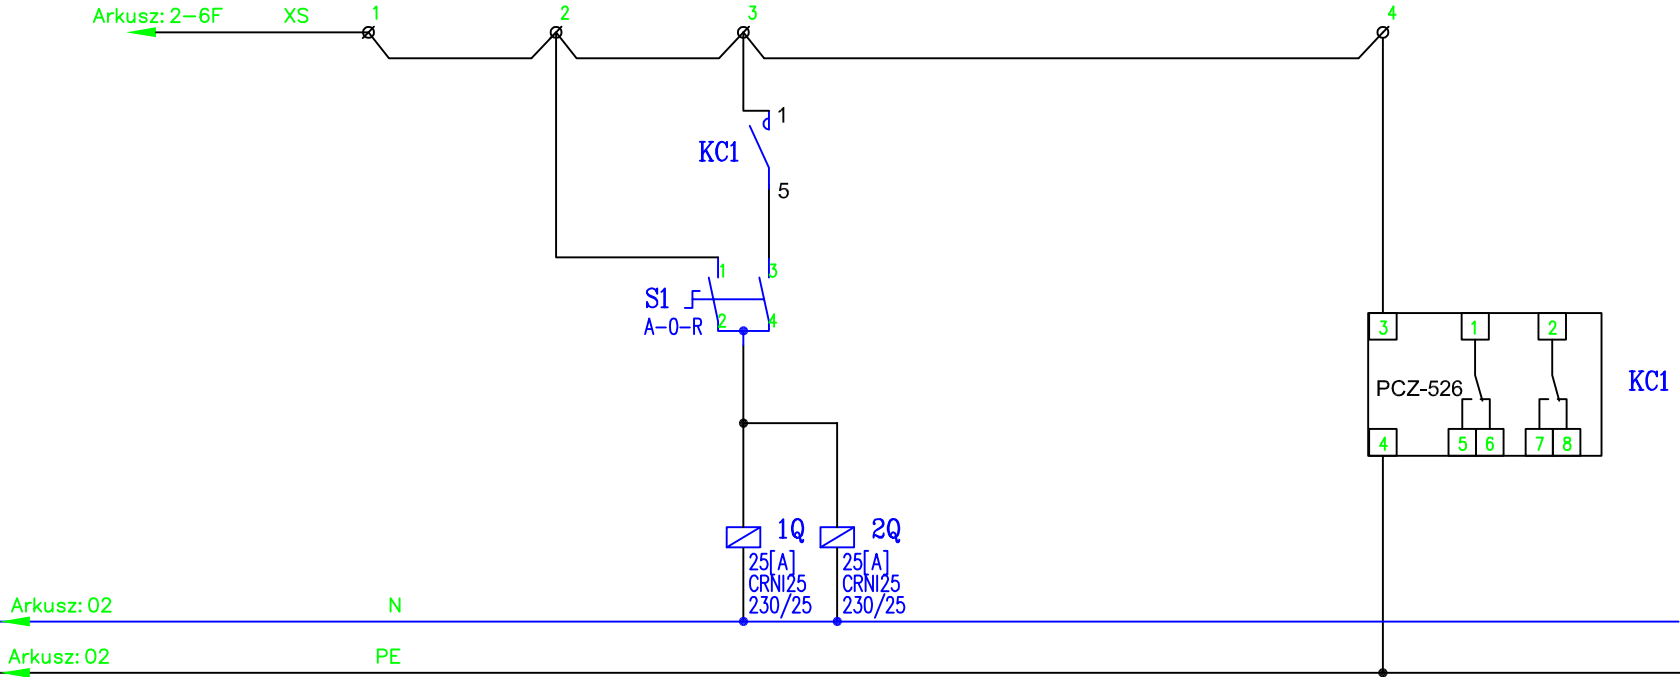 Arkusz: 2-6F XS 1 2 3 4
1
KC1
5
1 3
S1
A-0-R 2 4
3 1 2
PCZ-526 KC1
4 5 6 7 8
1Q 2Q
25[A] 25[A]
CRNI25 CRNI25
230/25 230/25
Arkusz: 02 N
Arkusz: 02 PE